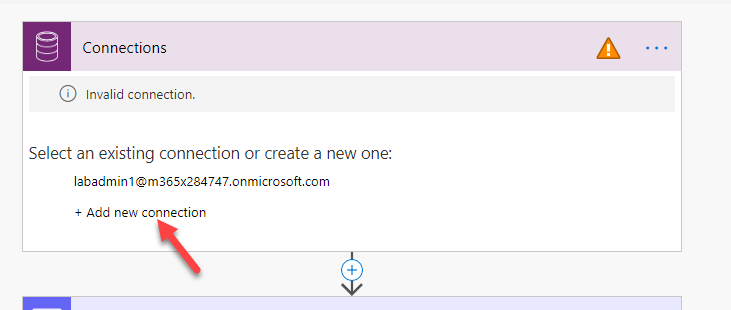 Connections
Invalid connection.
Select an existing connection or create a new one:
labadmin1@m365x284747.onmicrosoft.com
+ Add new connection